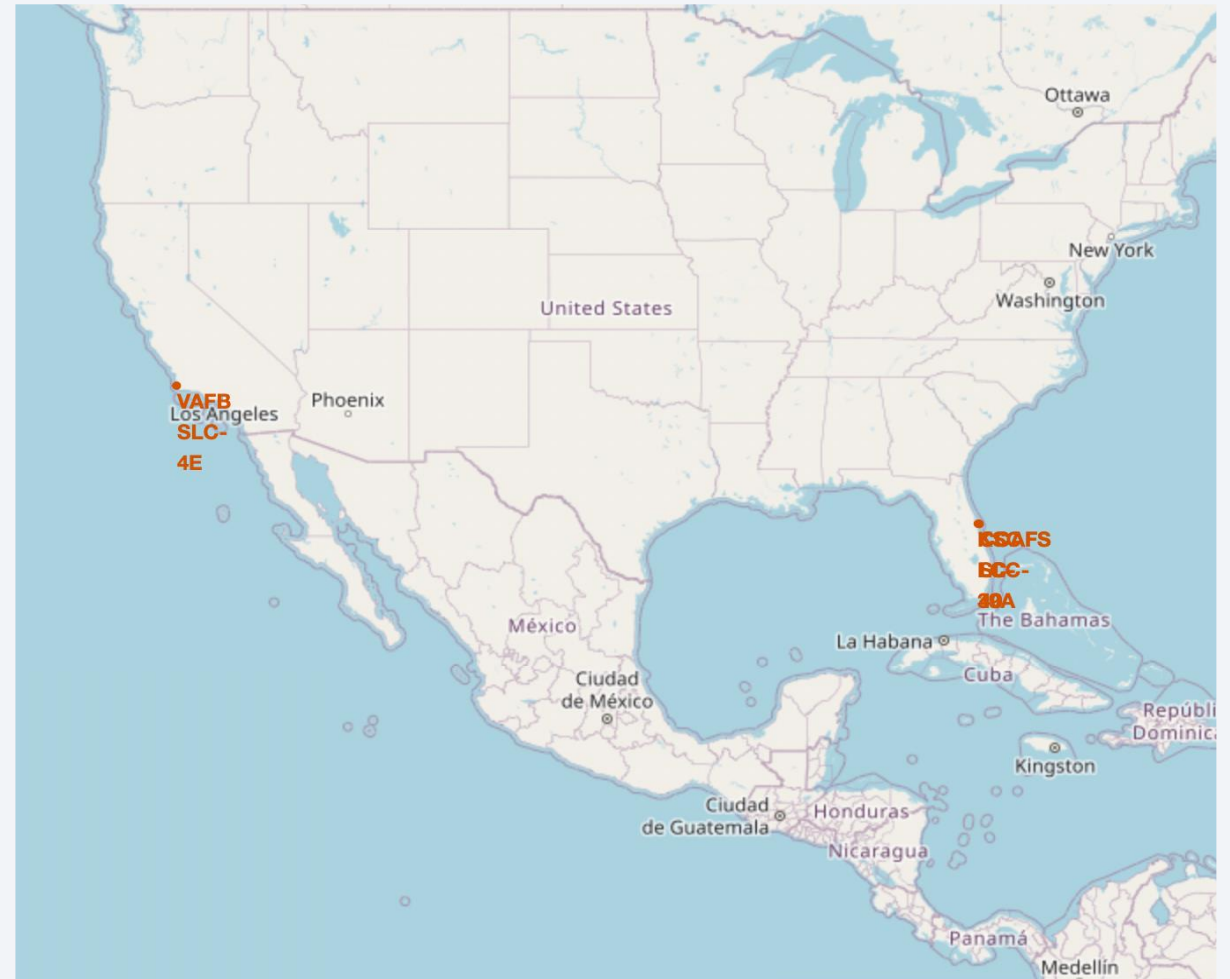 Ottawa
New York
Washington
United States
Phoenix
VAFB
Los Angeles
SLC-
4E
The Bahamas
México
La Habana
Cuba
Ciudad
de México
Repúbli
Dominica
Kingston
Ciudad
de Guatemala
Honduras
Nicaragua
Panamá
Medellín